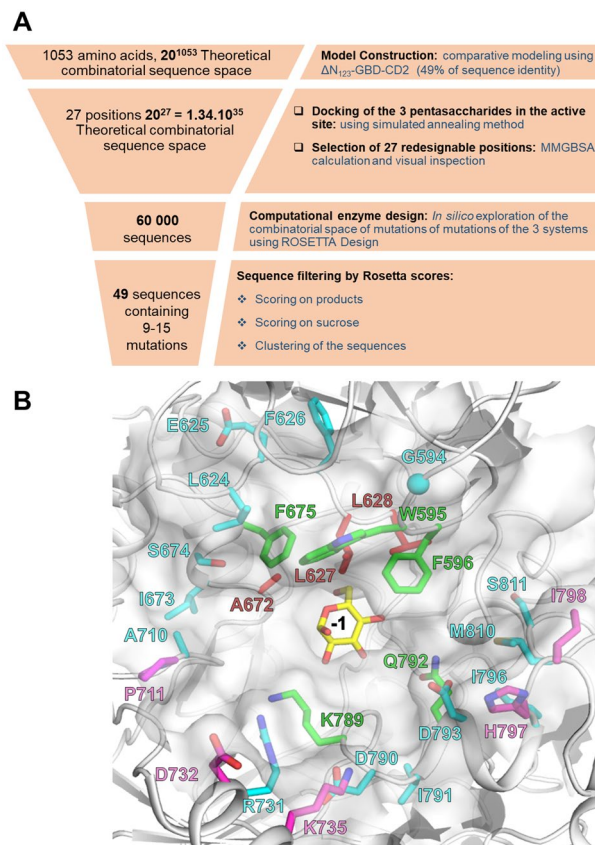 A
1053 amino acids, 20¹⁰⁵³ Theoretical
combinatorial sequence space
Model Construction: comparative modeling using
ΔN₁₂₃-GBD-CD2 (49% of sequence identity)
27 positions 20²⁷ = 1.34.10³⁵
Theoretical combinatorial
sequence space
❑ Docking of the 3 pentasaccharides in the active
site: using simulated annealing method
❑ Selection of 27 redesignable positions: MMGBSA
calculation and visual inspection
60 000
sequences
Computational enzyme design: In silico exploration of the
combinatorial space of mutations of mutations of the 3 systems
using ROSETTA Design
49 sequences
containing
9-15
mutations
Sequence filtering by Rosetta scores:
❖ Scoring on products
❖ Scoring on sucrose
❖ Clustering of the sequences
B
F626
E625
G594
L624
L628
F675
W595
S674
L627
F596
A672
I673
S811
I798
-1
A710
M810
Q792
I796
P711
K789
D793
H797
D732
D790
R731
I791
K735